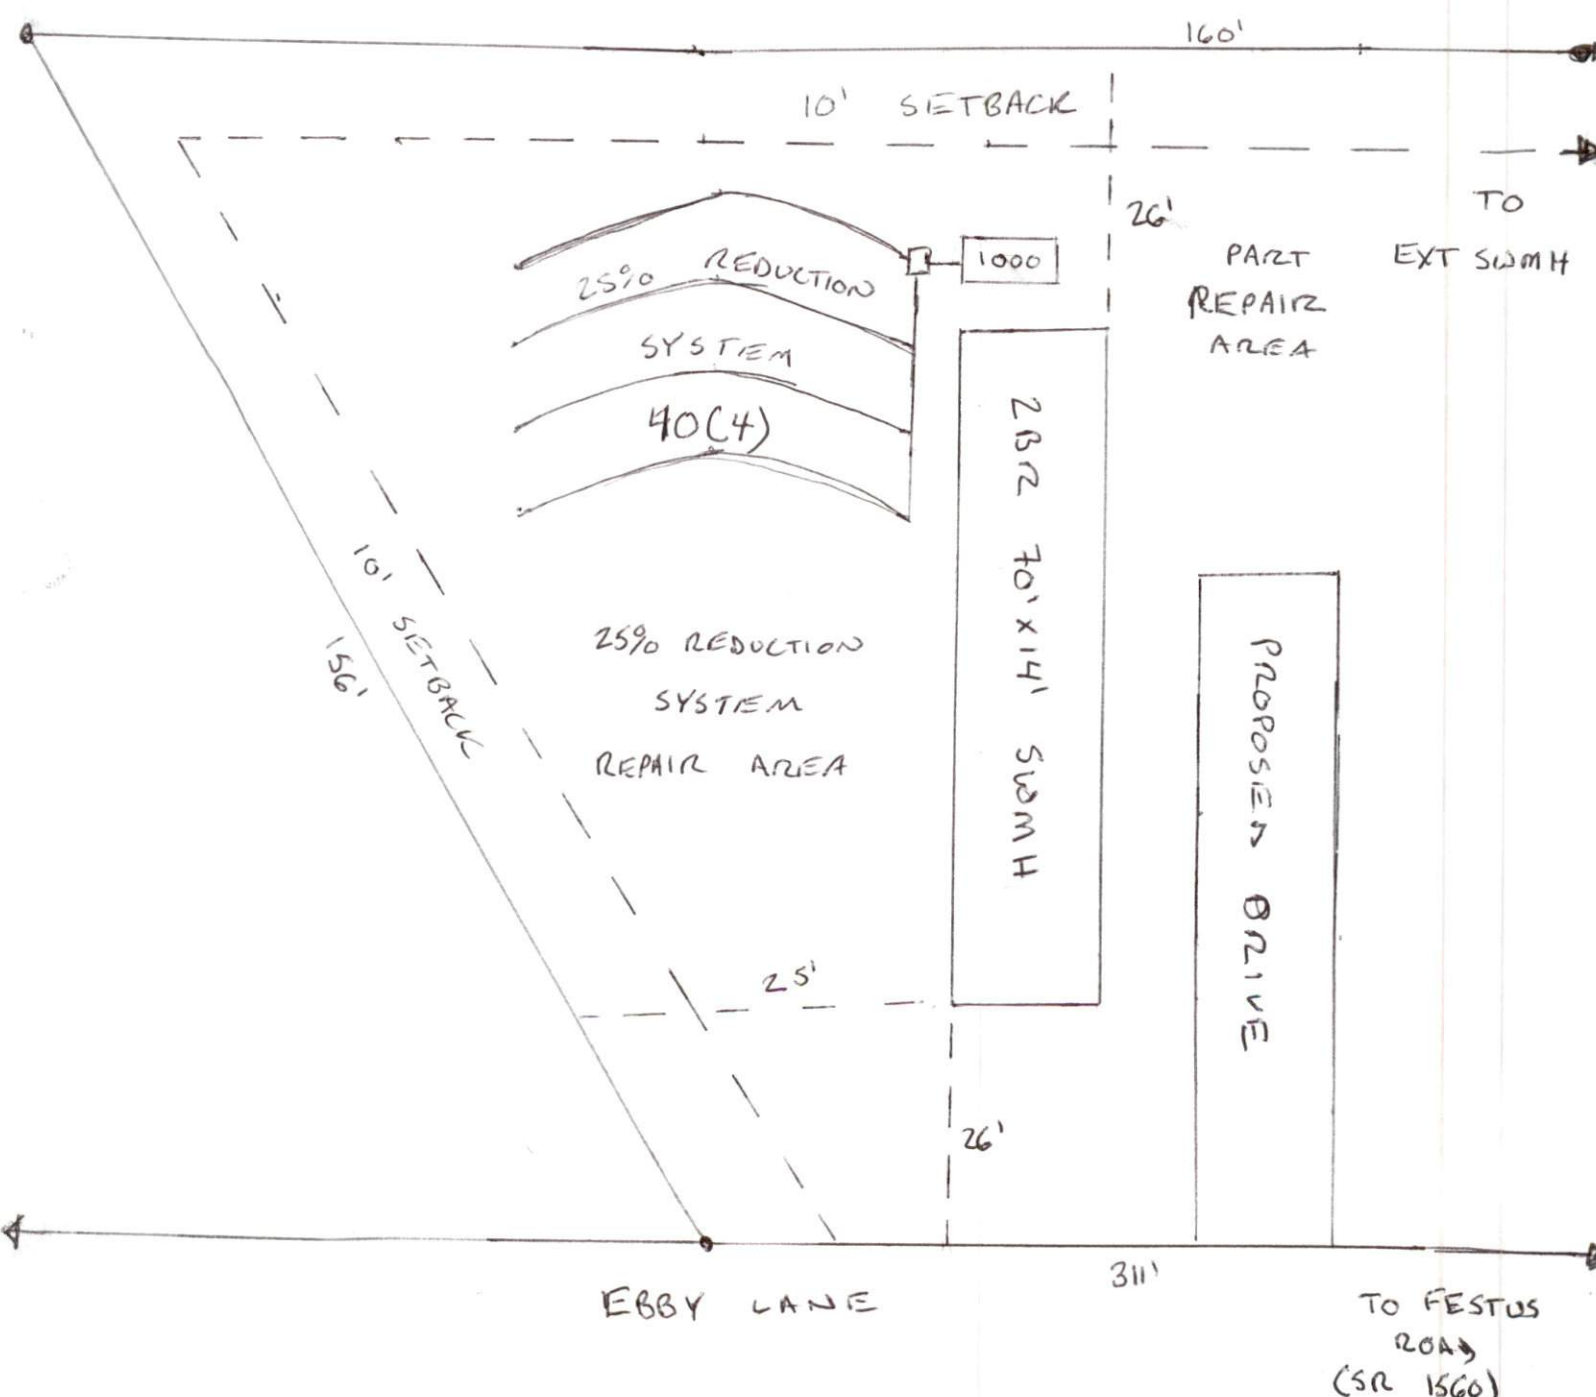 160'
10' SETBACK
26'
TO
EXT SWMH
PART
REPAIR
AREA
1000
25% REDUCTION
SYSTEM
40(4)
2BR 70'x14' SWMH
10' SETBACK
156'
25% REDUCTION
SYSTEM
REPAIR AREA
PROPOSED DRIVE
25'
26'
311'
EBBY LANE
TO FESTUS
ROAD
(SR 1560)